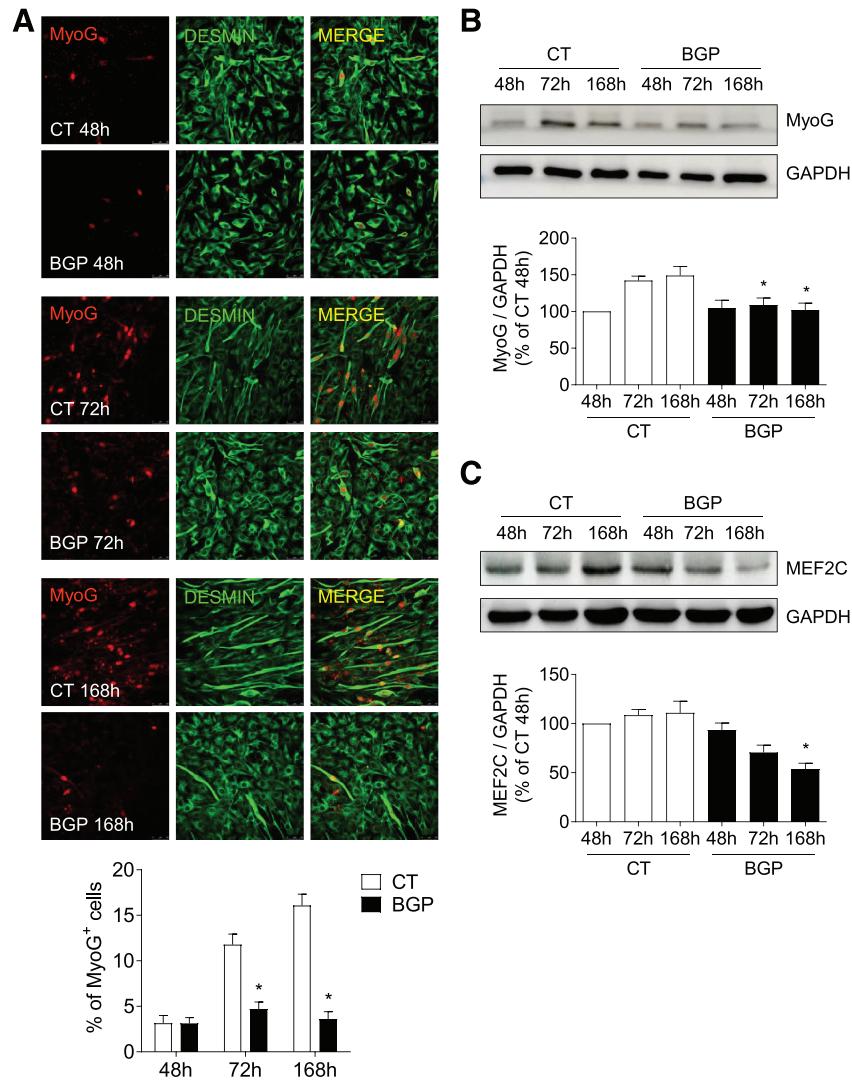 A
MyoG DESMIN MERGE
CT 48h
BGP 48h
MyoG DESMIN MERGE
CT 72h
BGP 72h
MyoG DESMIN MERGE
CT 168h
BGP 168h
% of MyoG+ cells
20
15
10
5
0
48h 72h 168h
CT
BGP
*
*
B
CT BGP
48h 72h 168h 48h 72h 168h
MyoG
GAPDH
MyoG / GAPDH
(% of CT 48h)
200
150
100
50
0
* *
48h 72h 168h 48h 72h 168h
CT BGP
C
CT BGP
48h 72h 168h 48h 72h 168h
MEF2C
GAPDH
MEF2C / GAPDH
(% of CT 48h)
150
100
50
0
*
48h 72h 168h 48h 72h 168h
CT BGP